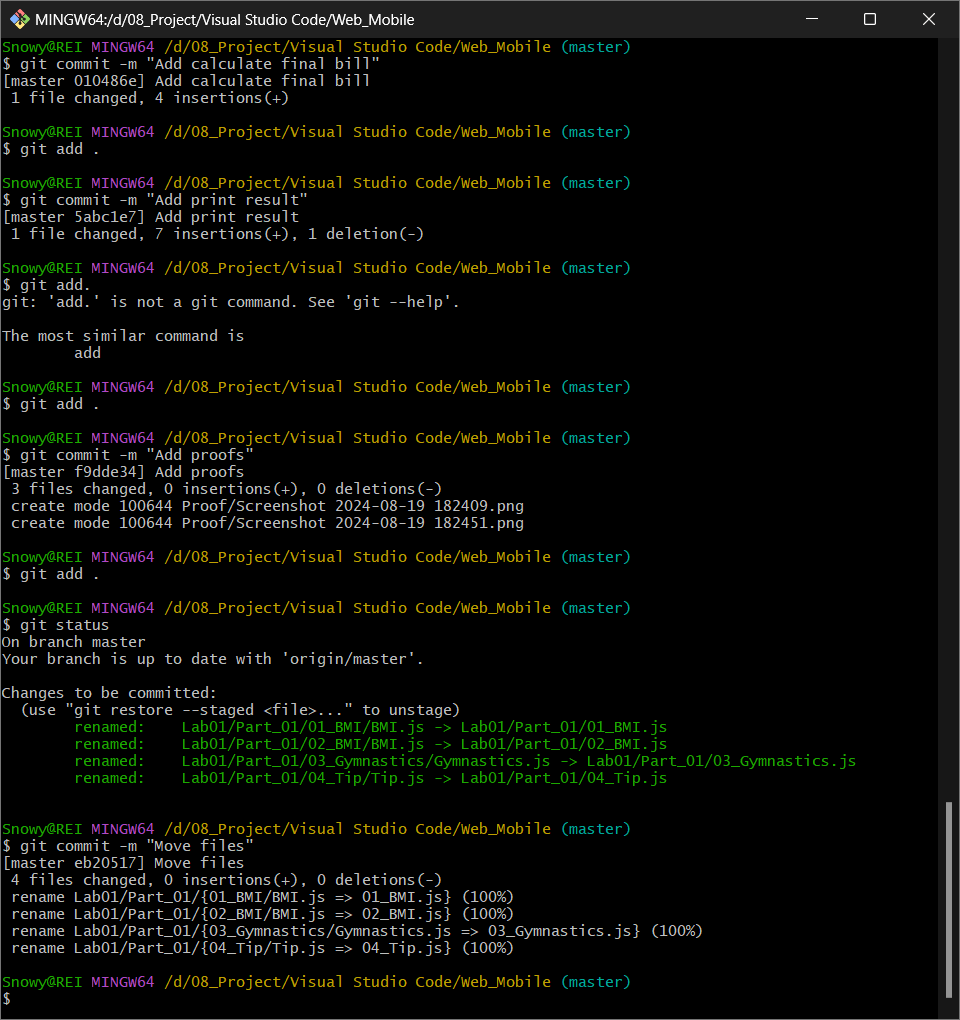 MINGW64:/d/08_Project/Visual Studio Code/Web_Mobile
Snowy@REI MINGW64 /d/08_Project/Visual Studio Code/Web_Mobile (master)
$ git commit -m "Add calculate final bill"
[master 010486e] Add calculate final bill
 1 file changed, 4 insertions(+)
Snowy@REI MINGW64 /d/08_Project/Visual Studio Code/Web_Mobile (master)
$ git add .
Snowy@REI MINGW64 /d/08_Project/Visual Studio Code/Web_Mobile (master)
$ git commit -m "Add print result"
[master 5abc1e7] Add print result
 1 file changed, 7 insertions(+), 1 deletion(-)
Snowy@REI MINGW64 /d/08_Project/Visual Studio Code/Web_Mobile (master)
$ git add.
git: 'add.' is not a git command. See 'git --help'.
The most similar command is
        add
Snowy@REI MINGW64 /d/08_Project/Visual Studio Code/Web_Mobile (master)
$ git add .
Snowy@REI MINGW64 /d/08_Project/Visual Studio Code/Web_Mobile (master)
$ git commit -m "Add proofs"
[master f9dde34] Add proofs
 3 files changed, 0 insertions(+), 0 deletions(-)
 create mode 100644 Proof/Screenshot 2024-08-19 182409.png
 create mode 100644 Proof/Screenshot 2024-08-19 182451.png
Snowy@REI MINGW64 /d/08_Project/Visual Studio Code/Web_Mobile (master)
$ git add .
Snowy@REI MINGW64 /d/08_Project/Visual Studio Code/Web_Mobile (master)
$ git status
On branch master
Your branch is up to date with 'origin/master'.
Changes to be committed:
  (use "git restore --staged <file>..." to unstage)
        renamed:    Lab01/Part_01/01_BMI/BMI.js -> Lab01/Part_01/01_BMI.js
        renamed:    Lab01/Part_01/02_BMI/BMI.js -> Lab01/Part_01/02_BMI.js
        renamed:    Lab01/Part_01/03_Gymnastics/Gymnastics.js -> Lab01/Part_01/03_Gymnastics.js
        renamed:    Lab01/Part_01/04_Tip/Tip.js -> Lab01/Part_01/04_Tip.js
Snowy@REI MINGW64 /d/08_Project/Visual Studio Code/Web_Mobile (master)
$ git commit -m "Move files"
[master eb20517] Move files
 4 files changed, 0 insertions(+), 0 deletions(-)
 rename Lab01/Part_01/{01_BMI/BMI.js => 01_BMI.js} (100%)
 rename Lab01/Part_01/{02_BMI/BMI.js => 02_BMI.js} (100%)
 rename Lab01/Part_01/{03_Gymnastics/Gymnastics.js => 03_Gymnastics.js} (100%)
 rename Lab01/Part_01/{04_Tip/Tip.js => 04_Tip.js} (100%)
Snowy@REI MINGW64 /d/08_Project/Visual Studio Code/Web_Mobile (master)
$